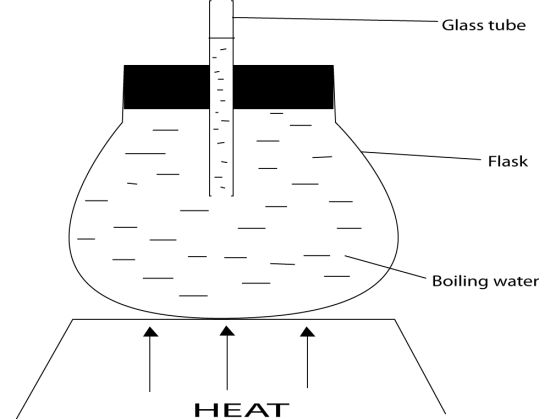 Glass tube
Flask
Boiling water
HEAT